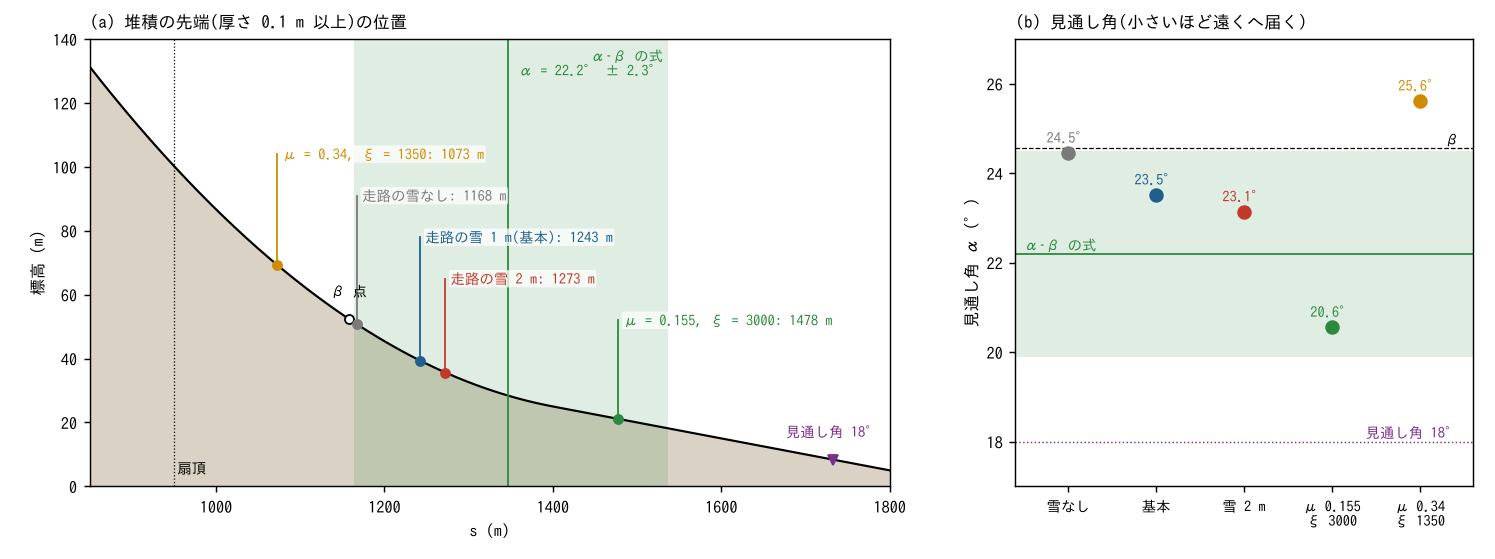 (a) 堆積の先端(厚さ 0.1 m 以上)の位置
140
120
100
80
60
40
20
0
標高 (m)
α-β の式
α = 22.2° ± 2.3°
μ = 0.34, ξ = 1350: 1073 m
走路の雪なし: 1168 m
走路の雪 1 m(基本): 1243 m
走路の雪 2 m: 1273 m
β 点
μ = 0.155, ξ = 3000: 1478 m
見通し角 18°
扇頂
1000
1200
1400
1600
1800
s (m)
(b) 見通し角(小さいほど遠くへ届く)
26
24
22
20
18
見通し角 α (°)
25.6°
24.5°
β
23.5°
23.1°
α-β の式
20.6°
見通し角 18°
雪なし
基本
雪 2 m
μ 0.155
ξ 3000
μ 0.34
ξ 1350